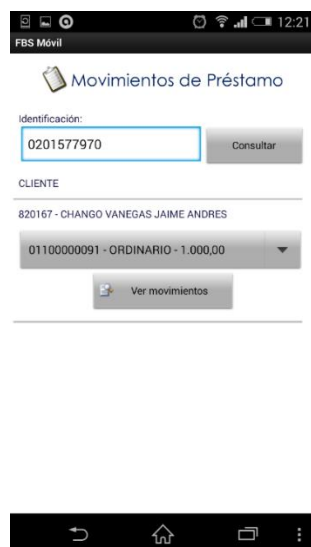 12:21
FBS Móvil
Movimientos de Préstamo
Identificación:
0201577970
Consultar
CLIENTE
820167 - CHANGO VANEGAS JAIME ANDRES
01100000091 - ORDINARIO - 1.000,00
Ver movimientos